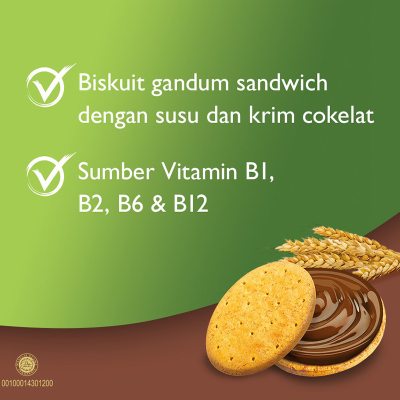 Biskuit gandum sandwich
dengan susu dan krim cokelat
Sumber Vitamin B1,
B2, B6 & B12
00100014301200